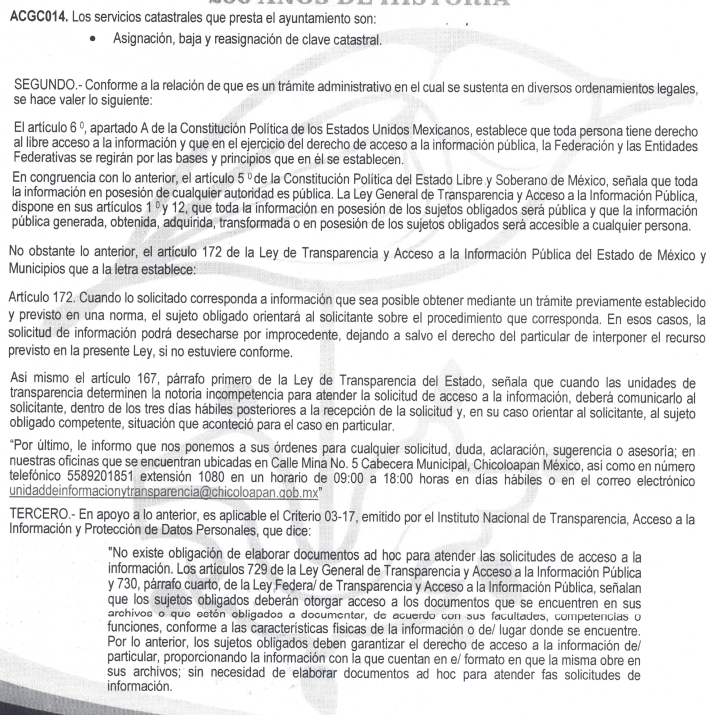 200 AÑOS DE HISTORIA
ACGC014. Los servicios catastrales que presta el ayuntamiento son:
• Asignación, baja y reasignación de clave catastral.
SEGUNDO.- Conforme a la relación de que es un trámite administrativo en el cual se sustenta en diversos ordenamientos legales,
se hace valer lo siguiente:
El artículo 6 º, apartado A de la Constitución Política de los Estados Unidos Mexicanos, establece que toda persona tiene derecho
al libre acceso a la información y que en el ejercicio del derecho de acceso a la información pública, la Federación y las Entidades
Federativas se regirán por las bases y principios que en él se establecen.
En congruencia con lo anterior, el artículo 5 º de la Constitución Política del Estado Libre y Soberano de México, señala que toda
la información en posesión de cualquier autoridad es pública. La Ley General de Transparencia y Acceso a la Información Pública,
dispone en sus artículos 1 º y 12, que toda la información en posesión de los sujetos obligados será pública y que la información
pública generada, obtenida, adquirida, transformada o en posesión de los sujetos obligados será accesible a cualquier persona.
No obstante lo anterior, el artículo 172 de la Ley de Transparencia y Acceso a la Información Pública del Estado de México y
Municipios que a la letra establece:
Artículo 172. Cuando lo solicitado corresponda a información que sea posible obtener mediante un trámite previamente establecido
y previsto en una norma, el sujeto obligado orientará al solicitante sobre el procedimiento que corresponda. En esos casos, la
solicitud de información podrá desecharse por improcedente, dejando a salvo el derecho del particular de interponer el recurso
previsto en la presente Ley, si no estuviere conforme.
Asi mismo el artículo 167, párrafo primero de la Ley de Transparencia del Estado, señala que cuando las unidades de
transparencia determinen la notoria incompetencia para atender la solicitud de acceso a la información, deberá comunicarlo al
solicitante, dentro de los tres días hábiles posteriores a la recepción de la solicitud y, en su caso orientar al solicitante, al sujeto
obligado competente, situación que aconteció para el caso en particular.
"Por último, le informo que nos ponemos a sus órdenes para cualquier solicitud, duda, aclaración, sugerencia o asesoría; en
nuestras oficinas que se encuentran ubicadas en Calle Mina No. 5 Cabecera Municipal, Chicoloapan México, así como en número
telefónico 5589201851 extensión 1080 en un horario de 09:00 a 18:00 horas en días hábiles o en el correo electrónico
unidaddeinformacionytransparencia@chicoloapan.gob.mx"
TERCERO.- En apoyo a lo anterior, es aplicable el Criterio 03-17, emitido por el Instituto Nacional de Transparencia, Acceso a la
Información y Protección de Datos Personales, que dice:
"No existe obligación de elaborar documentos ad hoc para atender las solicitudes de acceso a la
información. Los artículos 729 de la Ley General de Transparencia y Acceso a la Información Pública
y 730, párrafo cuarto, de la Ley Federa/ de Transparencia y Acceso a la Información Pública, señalan
que los sujetos obligados deberán otorgar acceso a los documentos que se encuentren en sus
archivos o que estén obligados a documentar, de acuerdo con sus facultades, competencias o
funciones, conforme a las características físicas de la información o de/ lugar donde se encuentre.
Por lo anterior, los sujetos obligados deben garantizar el derecho de acceso a la información de/
particular, proporcionando la información con la que cuentan en e/ formato en que la misma obre en
sus archivos; sin necesidad de elaborar documentos ad hoc para atender fas solicitudes de
información.